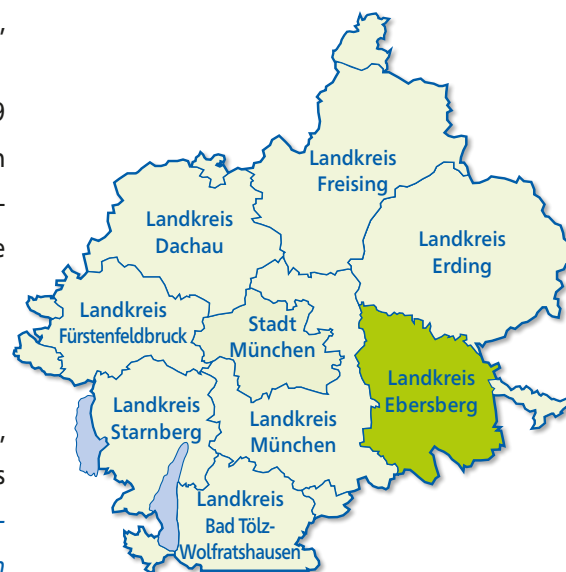 ,
9
n
-
e
,
s
-
n
Landkreis
Freising
Landkreis
Dachau
Landkreis
Erding
Landkreis
Fürstenfeldbruck
Stadt
München
Landkreis
Ebersberg
Landkreis
Starnberg
Landkreis
München
Landkreis
Bad Tölz-
Wolfratshausen